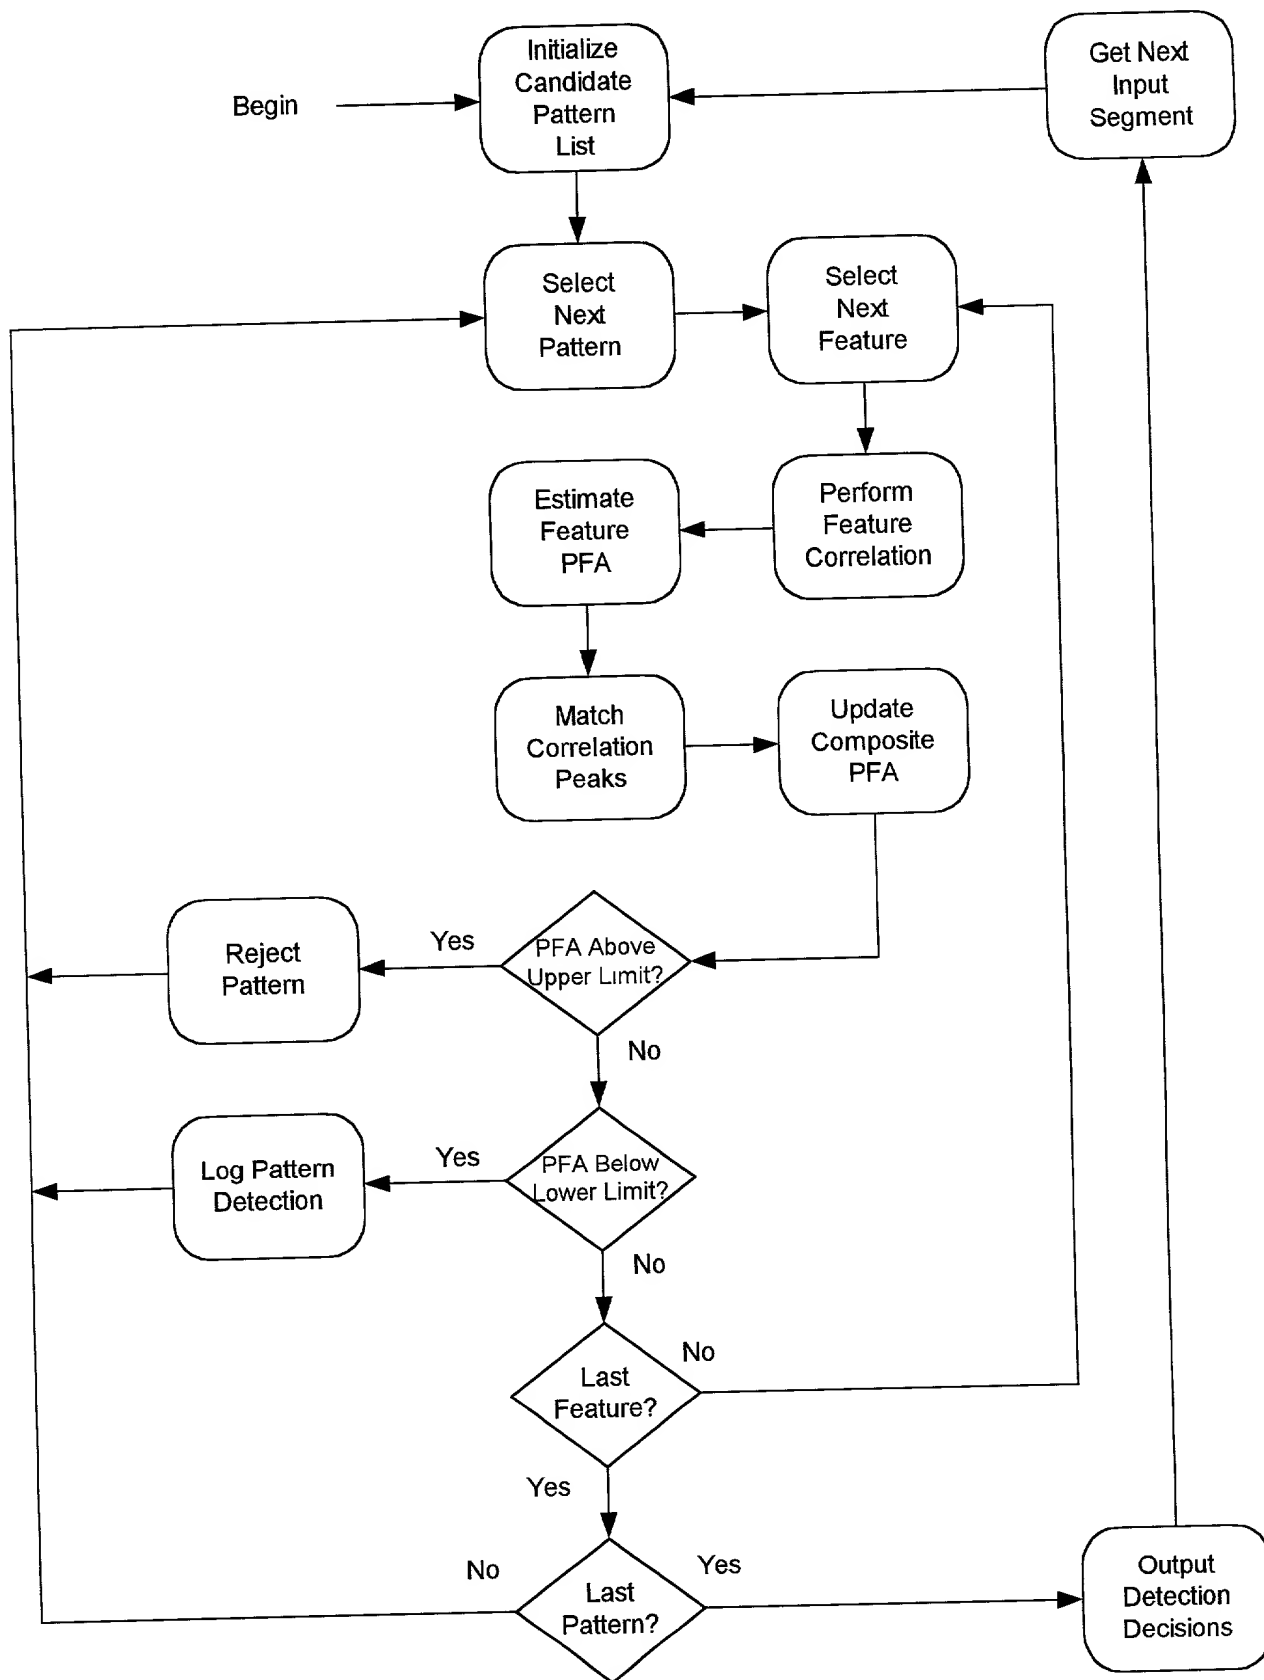 Begin
Initialize
Candidate
Pattern
List
Get Next
Input
Segment
Select
Next
Pattern
Select
Next
Feature
Estimate
Feature
PFA
Perform
Feature
Correlation
Match
Correlation
Peaks
Update
Composite
PFA
Reject
Pattern
Yes
PFA Above
Upper Limit?
No
Log Pattern
Detection
Yes
PFA Below
Lower Limit?
No
Last
Feature?
No
Yes
No
Last
Pattern?
Yes
Output
Detection
Decisions